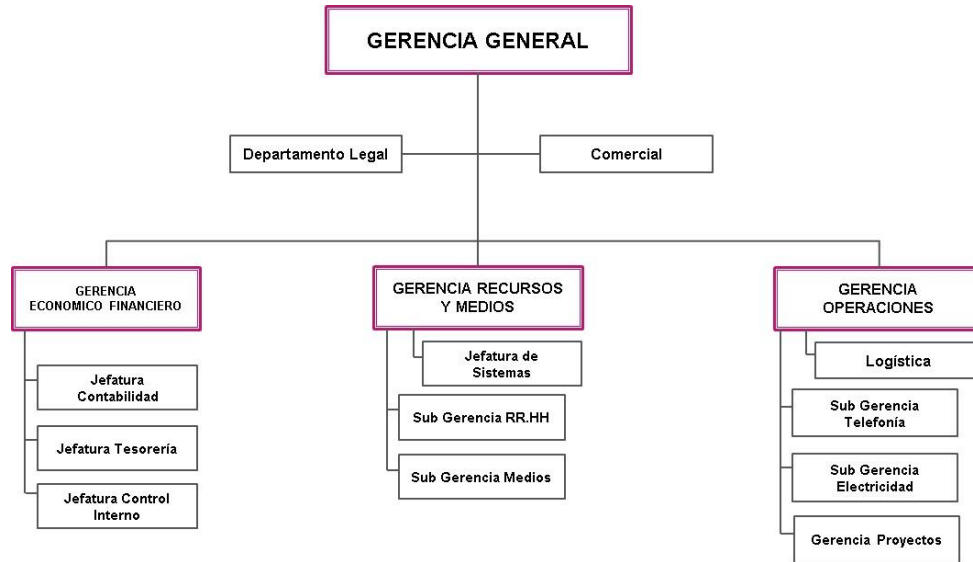 GERENCIA GENERAL
Departamento Legal
Comercial
GERENCIA
ECONOMICO FINANCIERO
Jefatura
Contabilidad
Jefatura Tesorería
Jefatura Control
Interno
GERENCIA RECURSOS
Y MEDIOS
Jefatura de
Sistemas
Sub Gerencia RR.HH
Sub Gerencia Medios
GERENCIA
OPERACIONES
Logística
Sub Gerencia
Telefonía
Sub Gerencia
Electricidad
Gerencia Proyectos